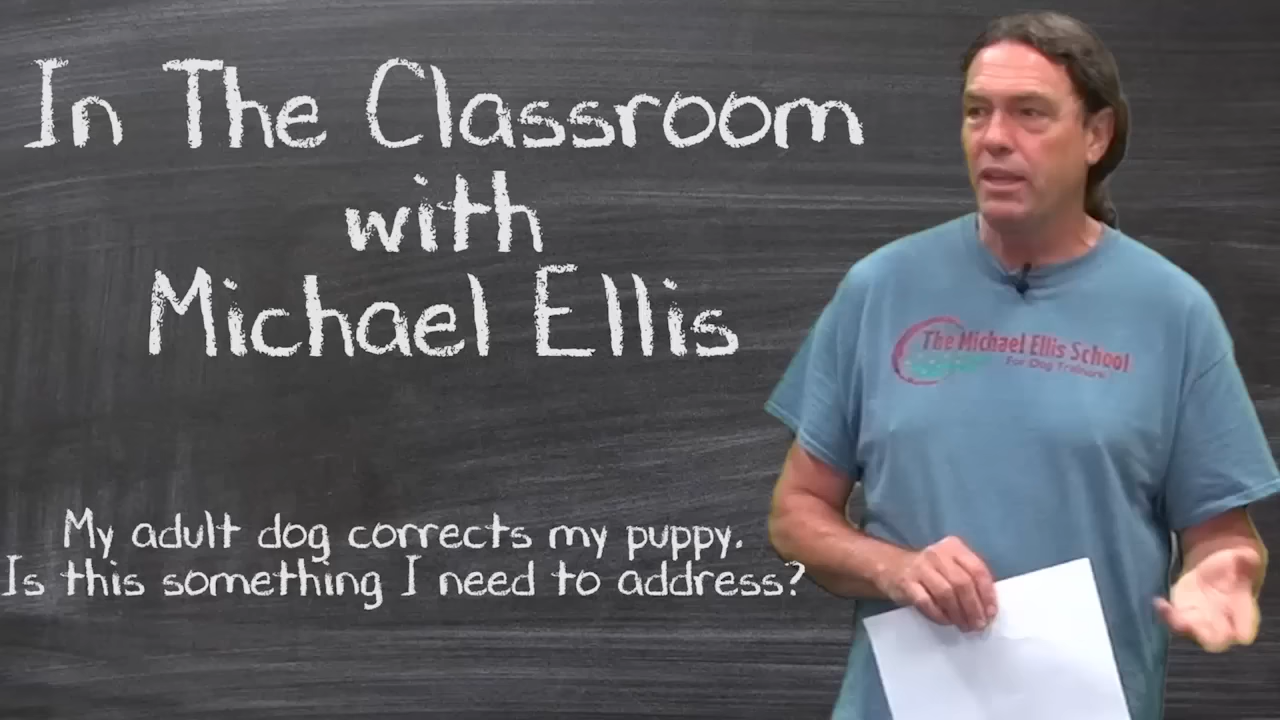 In The Classroom
with
Michael Ellis
The Michael Ellis School
For Dog Trainers
My adult dog corrects my puppy.
Is this something I need to address?